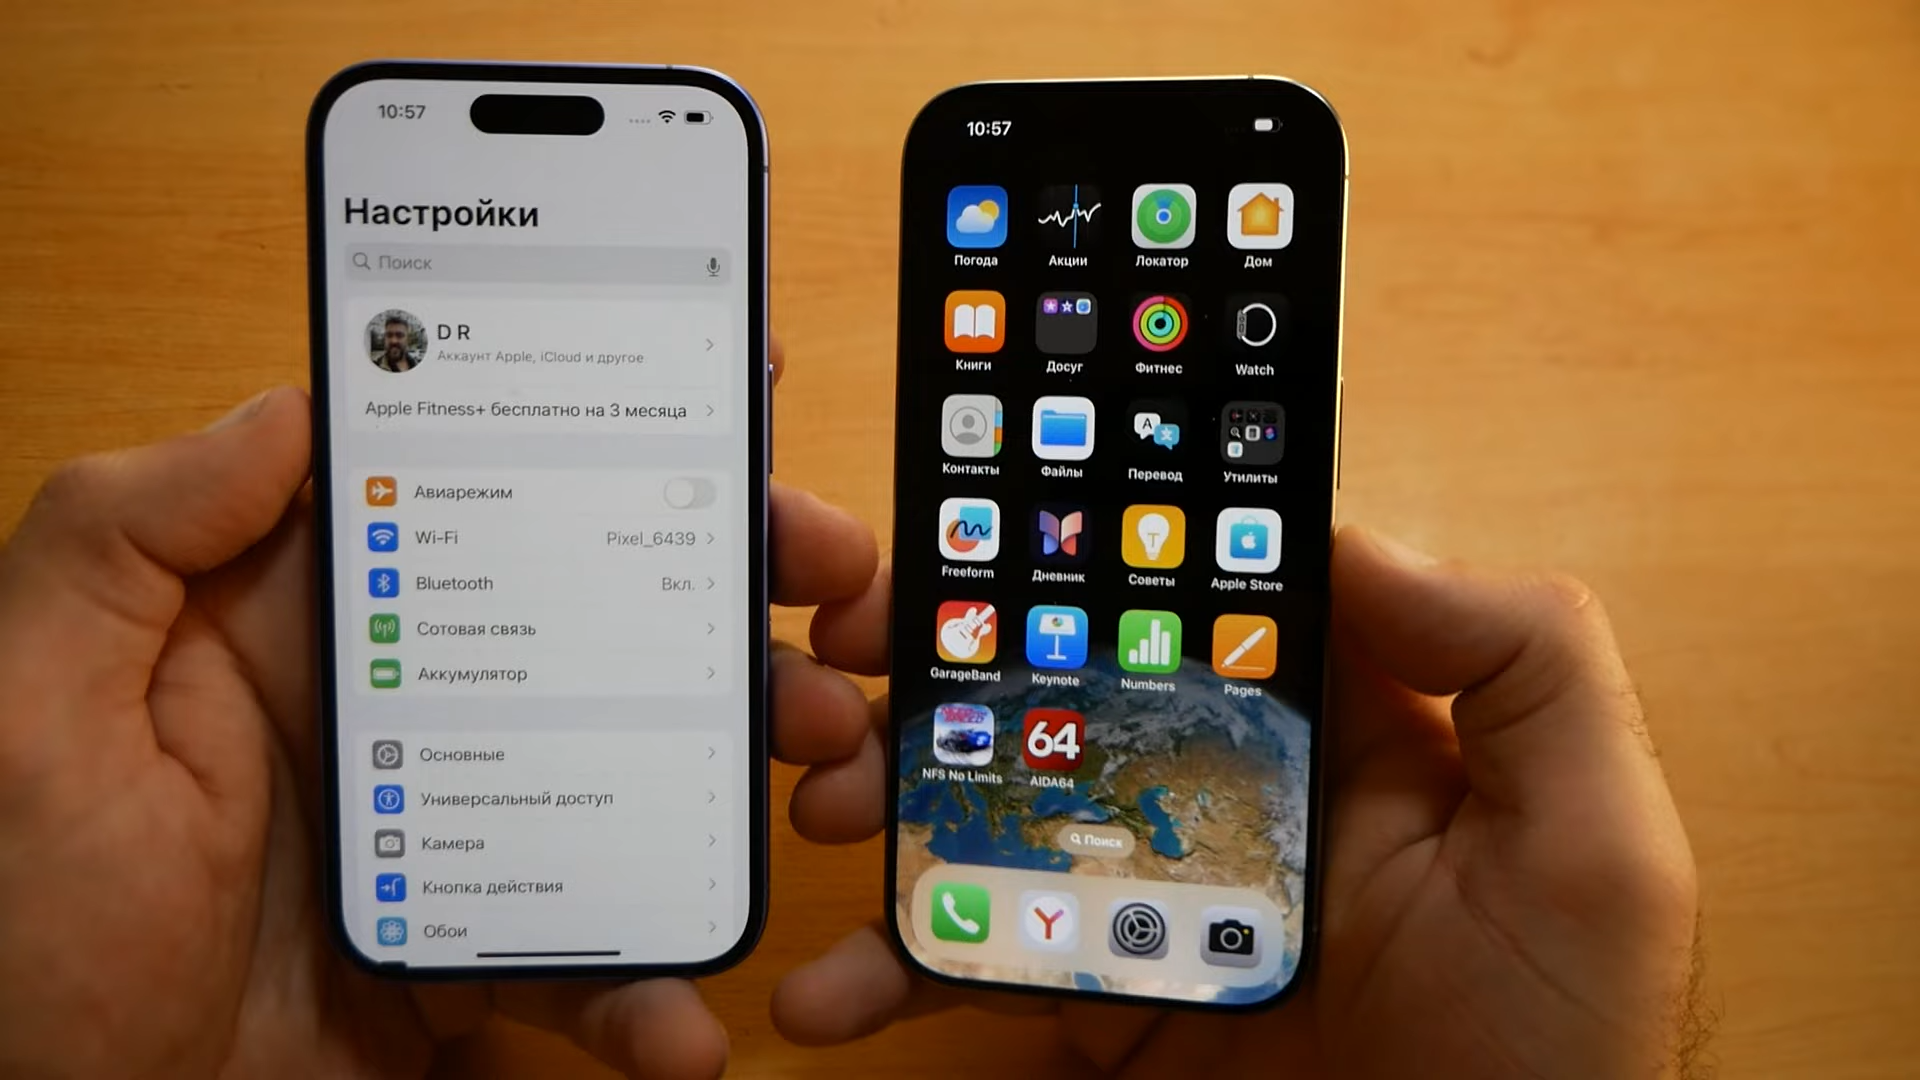 10:57
Настройки
Поиск
D R
Аккаунт Apple, iCloud и другое
Apple Fitness+ бесплатно на 3 месяца
Авиарежим
Wi-Fi Pixel_6439
Bluetooth Вкл.
Сотовая связь
Аккумулятор
Основные
Универсальный доступ
Камера
Кнопка действия
Обои
10:57
Погода Акции Локатор Дом
Книги Досуг Фитнес Watch
Контакты Файлы Перевод Утилиты
Freeform Дневник Советы Apple Store
GarageBand Keynote Numbers Pages
64
NFS No Limits AIDA64
Поиск